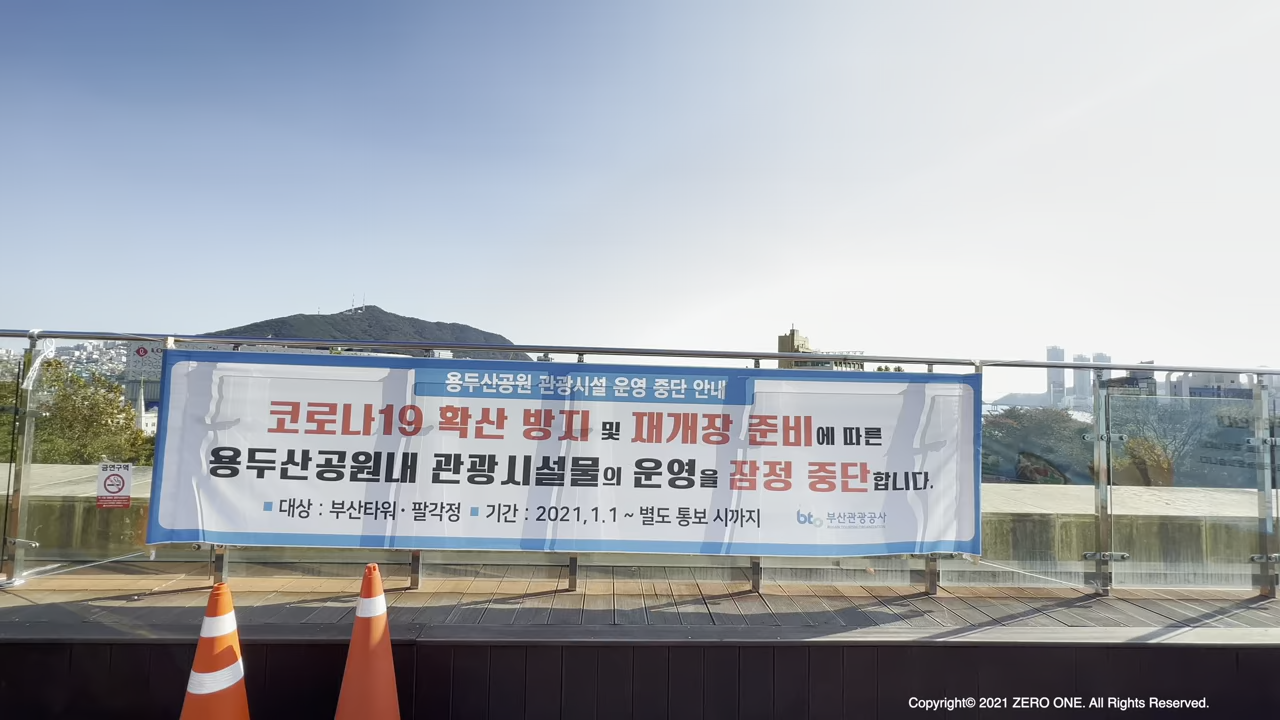 용두산공원 관광시설 운영 중단 안내
코로나19 확산 방지 및 재개장 준비에 따른
용두산공원내 관광시설물의 운영을 잠정 중단합니다.
■ 대상 : 부산타워 · 팔각정 ■ 기간 : 2021,1.1 ~ 별도 통보 시까지
bto 부산관광공사
금연구역
Copyright© 2021 ZERO ONE. All Rights Reserved.